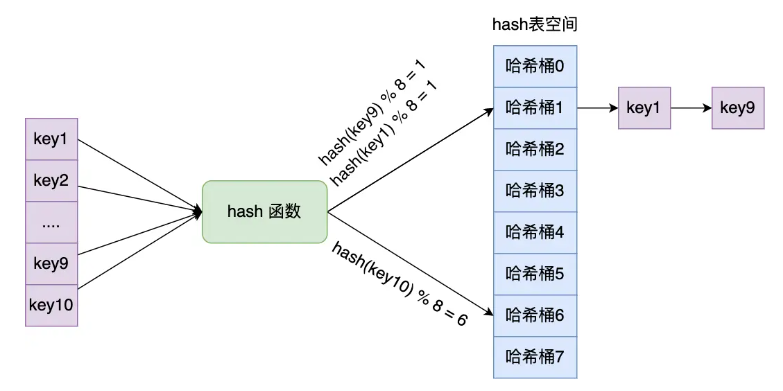 hash表空间
key1
key2
....
key9
key10
hash 函数
hash(key9) % 8 = 1
hash(key1) % 8 = 1
hash(key10) % 8 = 6
哈希桶0
哈希桶1
哈希桶2
哈希桶3
哈希桶4
哈希桶5
哈希桶6
哈希桶7
key1
key9